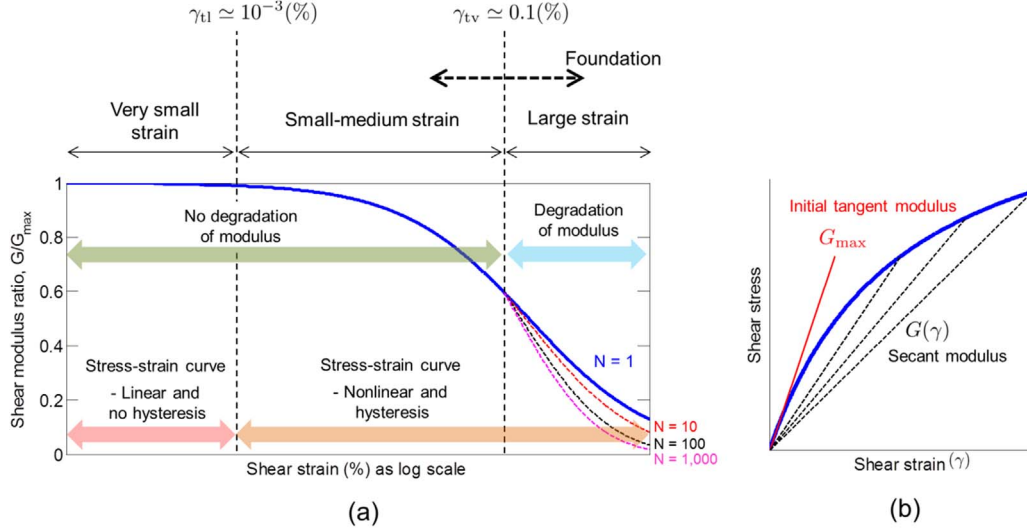 γtl ≃ 10⁻³(%)
γtv ≃ 0.1(%)
Foundation
Very small
strain
Small-medium strain
Large strain
Shear modulus ratio, G/Gmax
1
0.8
0.6
0.4
0.2
0
No degradation
of modulus
Degradation
of modulus
Stress-strain curve
- Linear and
no hysteresis
Stress-strain curve
- Nonlinear and
hysteresis
N = 1
N = 10
N = 100
N = 1,000
Shear strain (%) as log scale
(a)
Shear stress
Initial tangent modulus
Gmax
G(γ)
Secant modulus
Shear strain (γ)
(b)